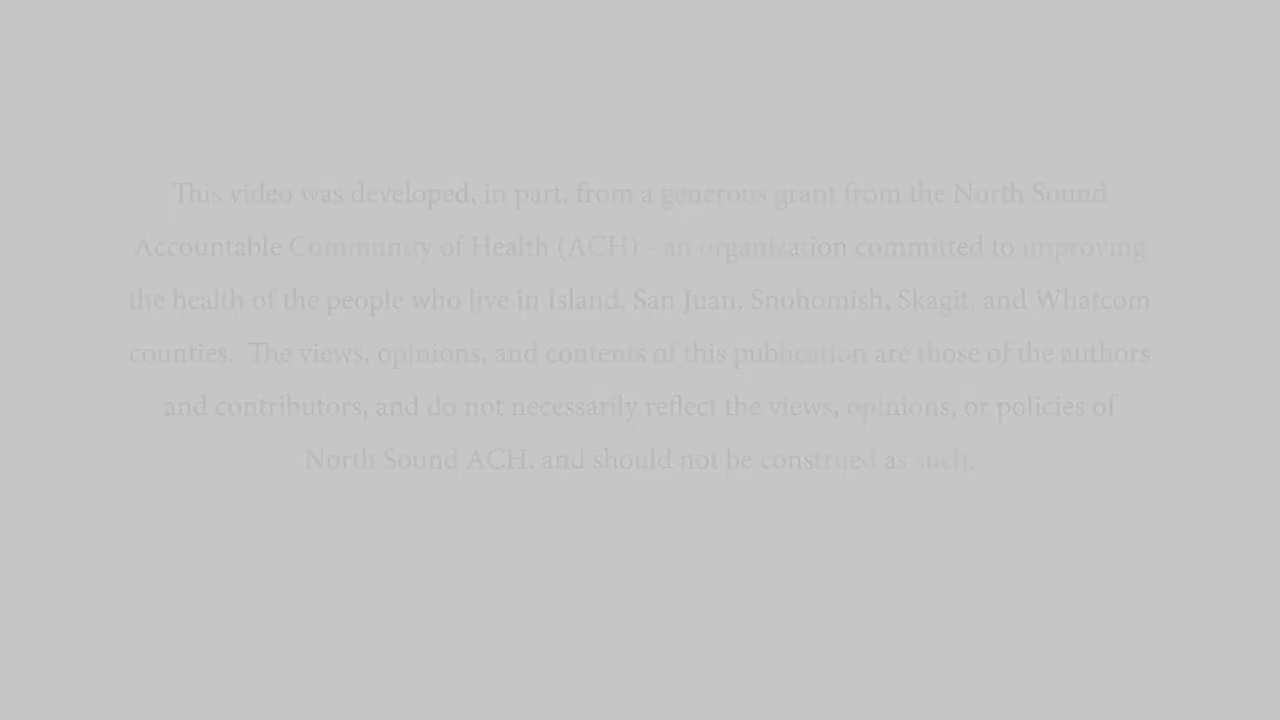 This video was developed, in part, from a generous grant from the North Sound
Accountable Community of Health (ACH) - an organization committed to improving
the health of the people who live in Island, San Juan, Snohomish, Skagit, and Whatcom
counties.  The views, opinions, and contents of this publication are those of the authors
and contributors, and do not necessarily reflect the views, opinions, or policies of
North Sound ACH, and should not be construed as such.